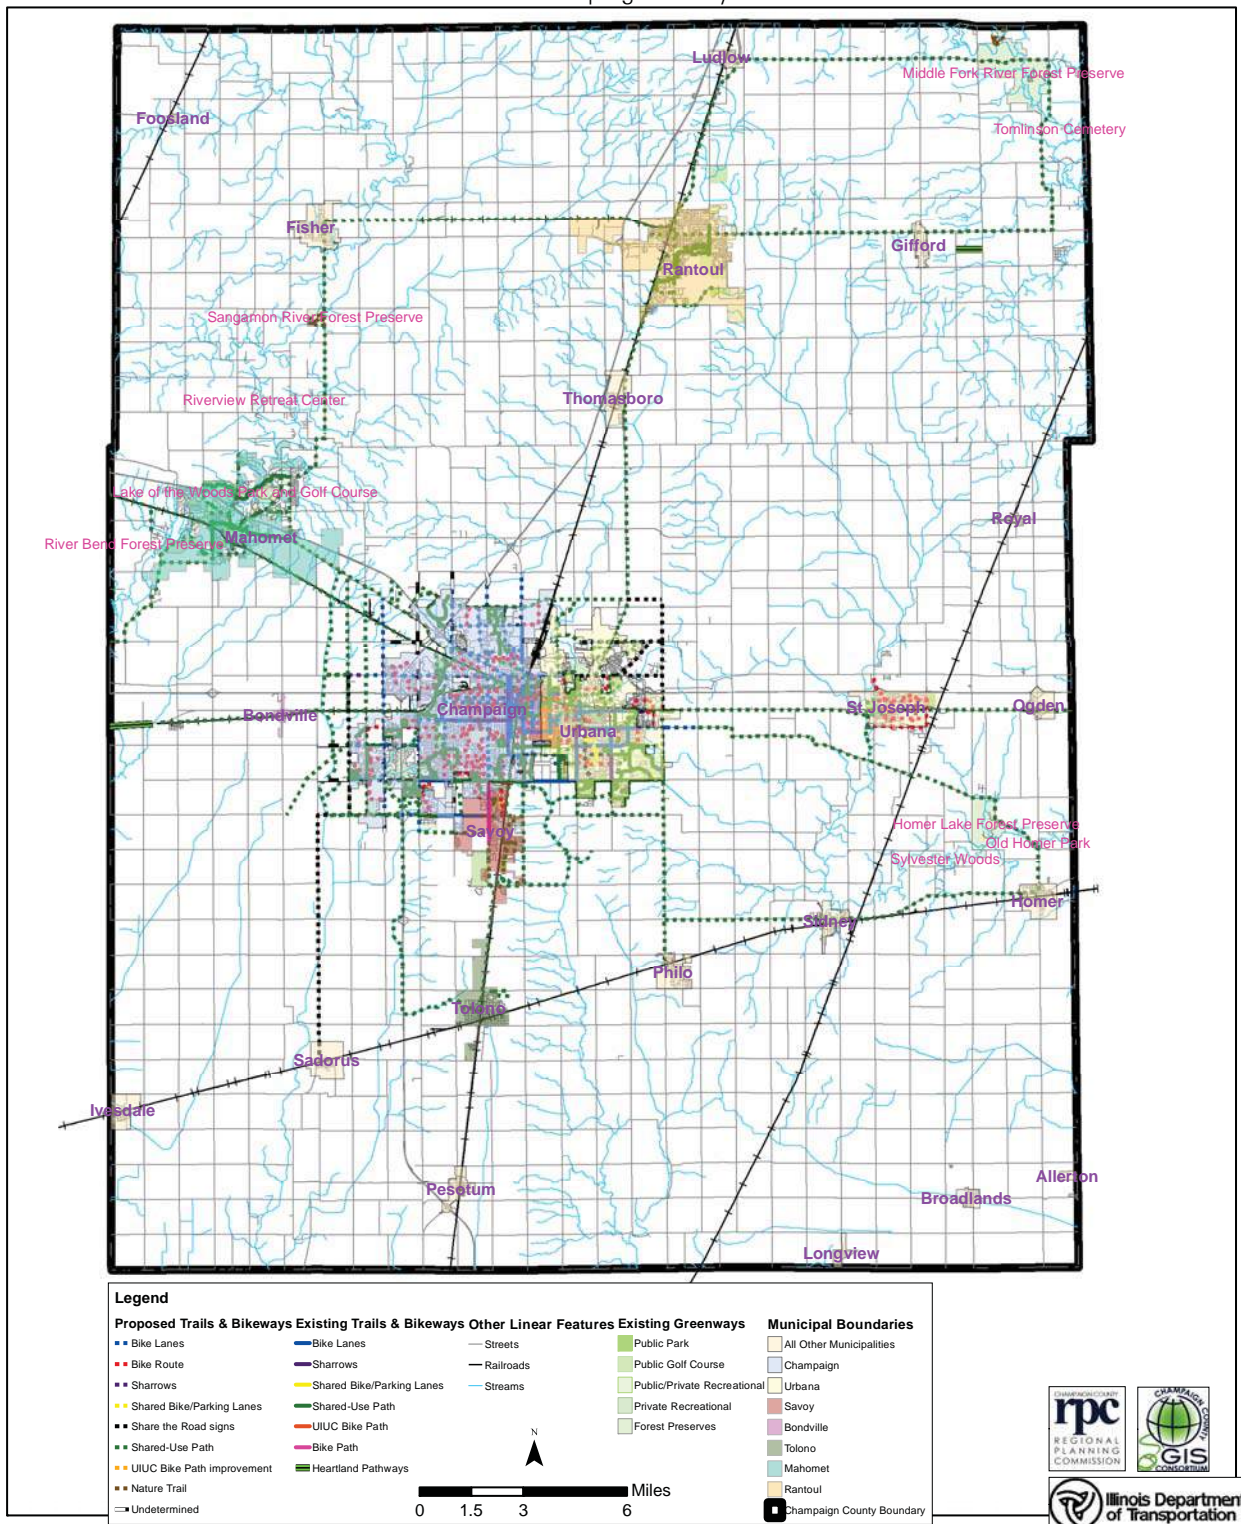 Ludlow
Middle Fork River Forest Preserve
Foosland
Tomlinson Cemetery
Fisher
Gifford
Rantoul
Sangamon River Forest Preserve
Riverview Retreat Center
Thomasboro
Lake of the Woods Park and Golf Course
Royal
Mahomet
River Bend Forest Preserve
Bondville
Champaign
St Joseph
Ogden
Urbana
Savoy
Homer Lake Forest Preserve
Old Homer Park
Sylvester Woods
Homer
Sidney
Philo
Tolono
Sadorus
Ivesdale
Pesotum
Allerton
Broadlands
Longview
Legend
Proposed Trails & Bikeways
Bike Lanes
Bike Route
Sharrows
Shared Bike/Parking Lanes
Share the Road signs
Shared-Use Path
UIUC Bike Path improvement
Nature Trail
Undetermined
Existing Trails & Bikeways
Bike Lanes
Sharrows
Shared Bike/Parking Lanes
Shared-Use Path
UIUC Bike Path
Bike Path
Heartland Pathways
Other Linear Features
Streets
Railroads
Streams
Existing Greenways
Public Park
Public Golf Course
Public/Private Recreational
Private Recreational
Forest Preserves
Municipal Boundaries
All Other Municipalities
Champaign
Urbana
Savoy
Bondville
Tolono
Mahomet
Rantoul
Champaign County Boundary
N
Miles
0 1.5 3 6
CHAMPAIGN COUNTY
rpc
REGIONAL
PLANNING
COMMISSION
CHAMPAIGN COUNTY
GIS
CONSORTIUM
Illinois Department
of Transportation